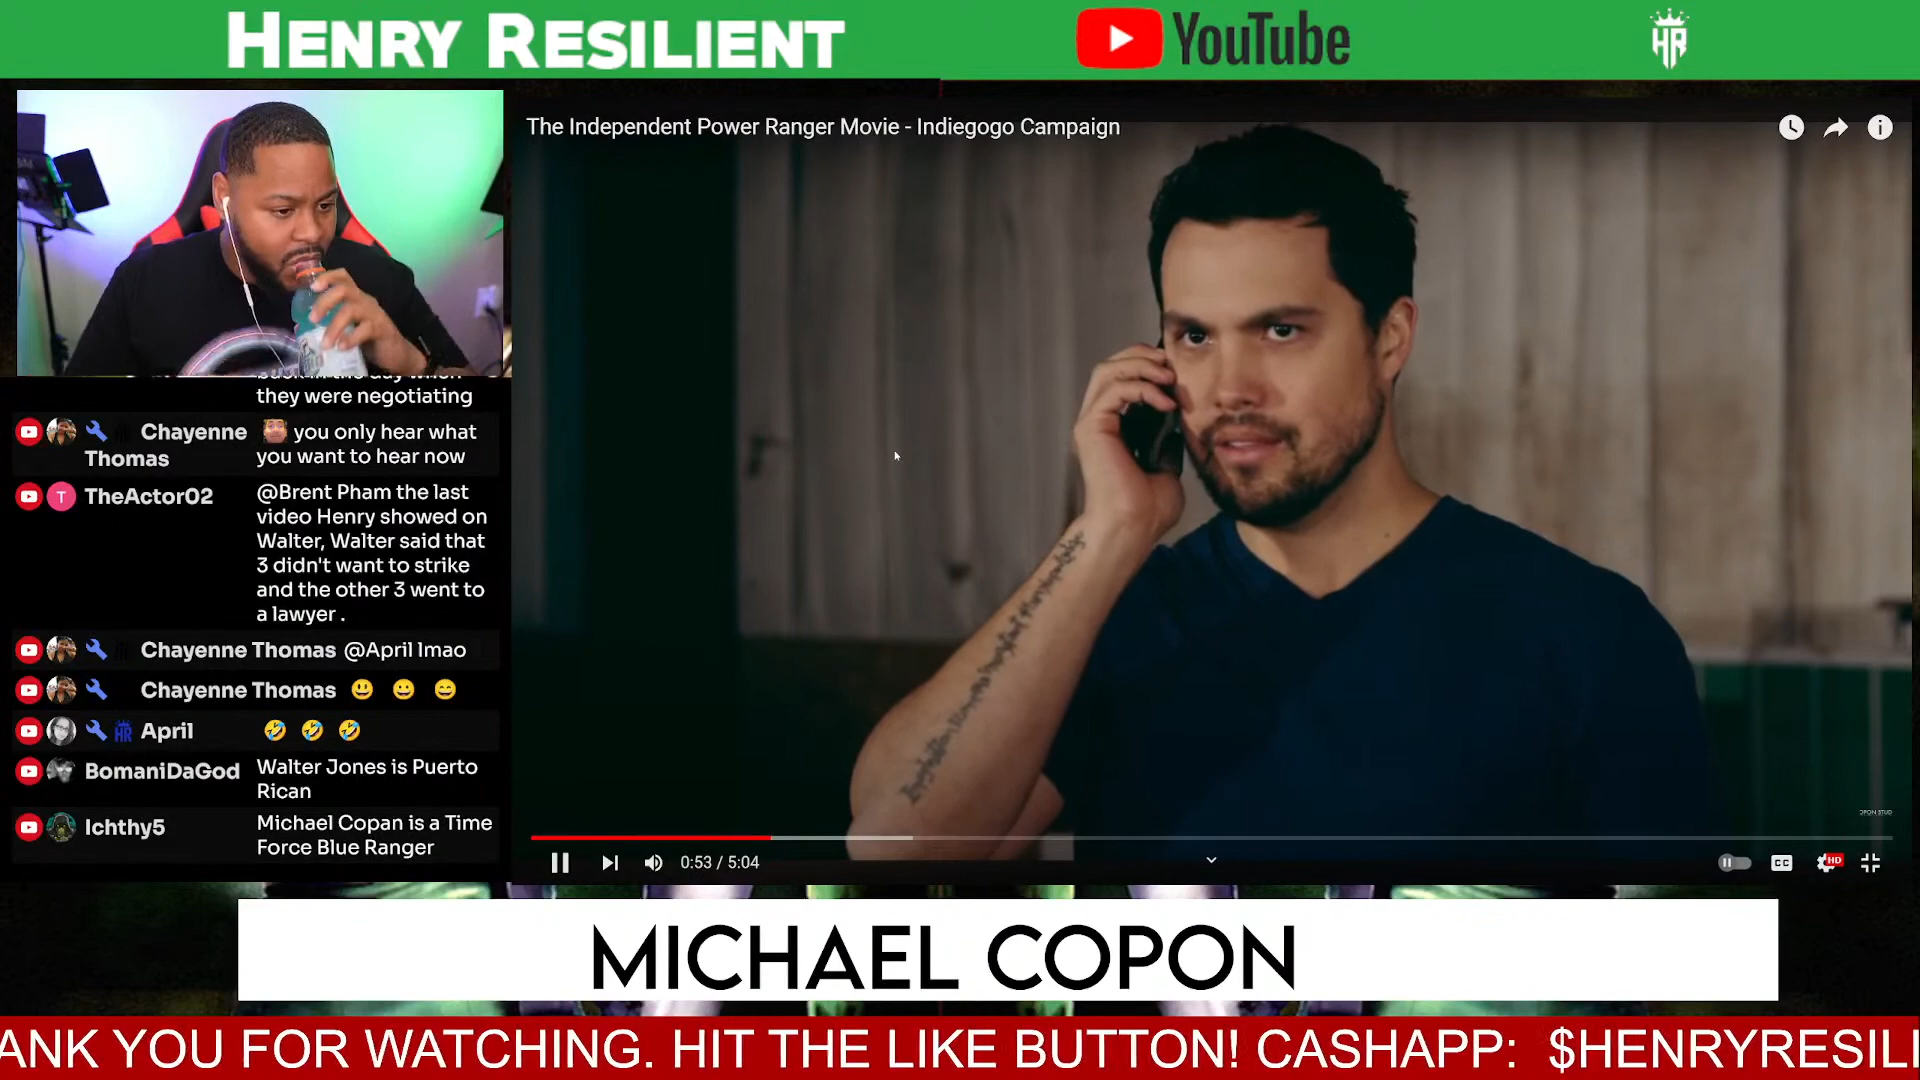 HENRY RESILIENT
YouTube
HR
The Independent Power Ranger Movie - Indiegogo Campaign
they were negotiating
Chayenne Thomas you only hear what
you want to hear now
T TheActor02 @Brent Pham the last
video Henry showed on
Walter, Walter said that
3 didn't want to strike
and the other 3 went to
a lawyer .
Chayenne Thomas @April lmao
Chayenne Thomas 😃 😀 😄
HR April 🤣 🤣 🤣
BomaniDaGod Walter Jones is Puerto
Rican
Ichthy5 Michael Copan is a Time
Force Blue Ranger
0:53 / 5:04
CC
HD
MICHAEL COPON
ANK YOU FOR WATCHING. HIT THE LIKE BUTTON! CASHAPP: $HENRYRESILI